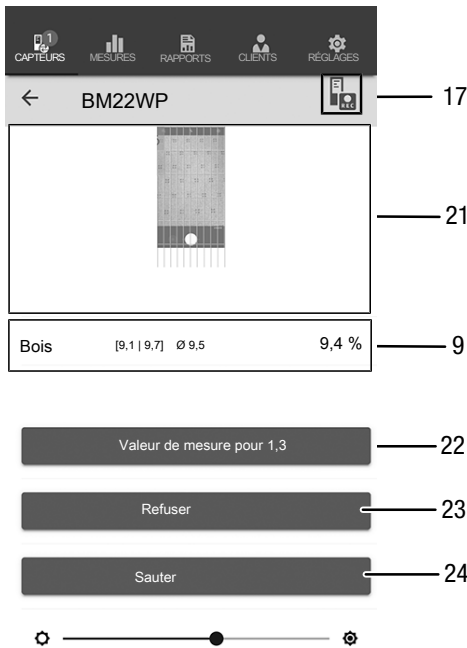 1
CAPTEURS MESURES RAPPORTS CLIENTS RÉGLAGES
BM22WP
REC
17
21
Bois [9,1 | 9,7] Ø 9,5 9,4 %
9
Valeur de mesure pour 1,3
22
Refuser
23
Sauter
24